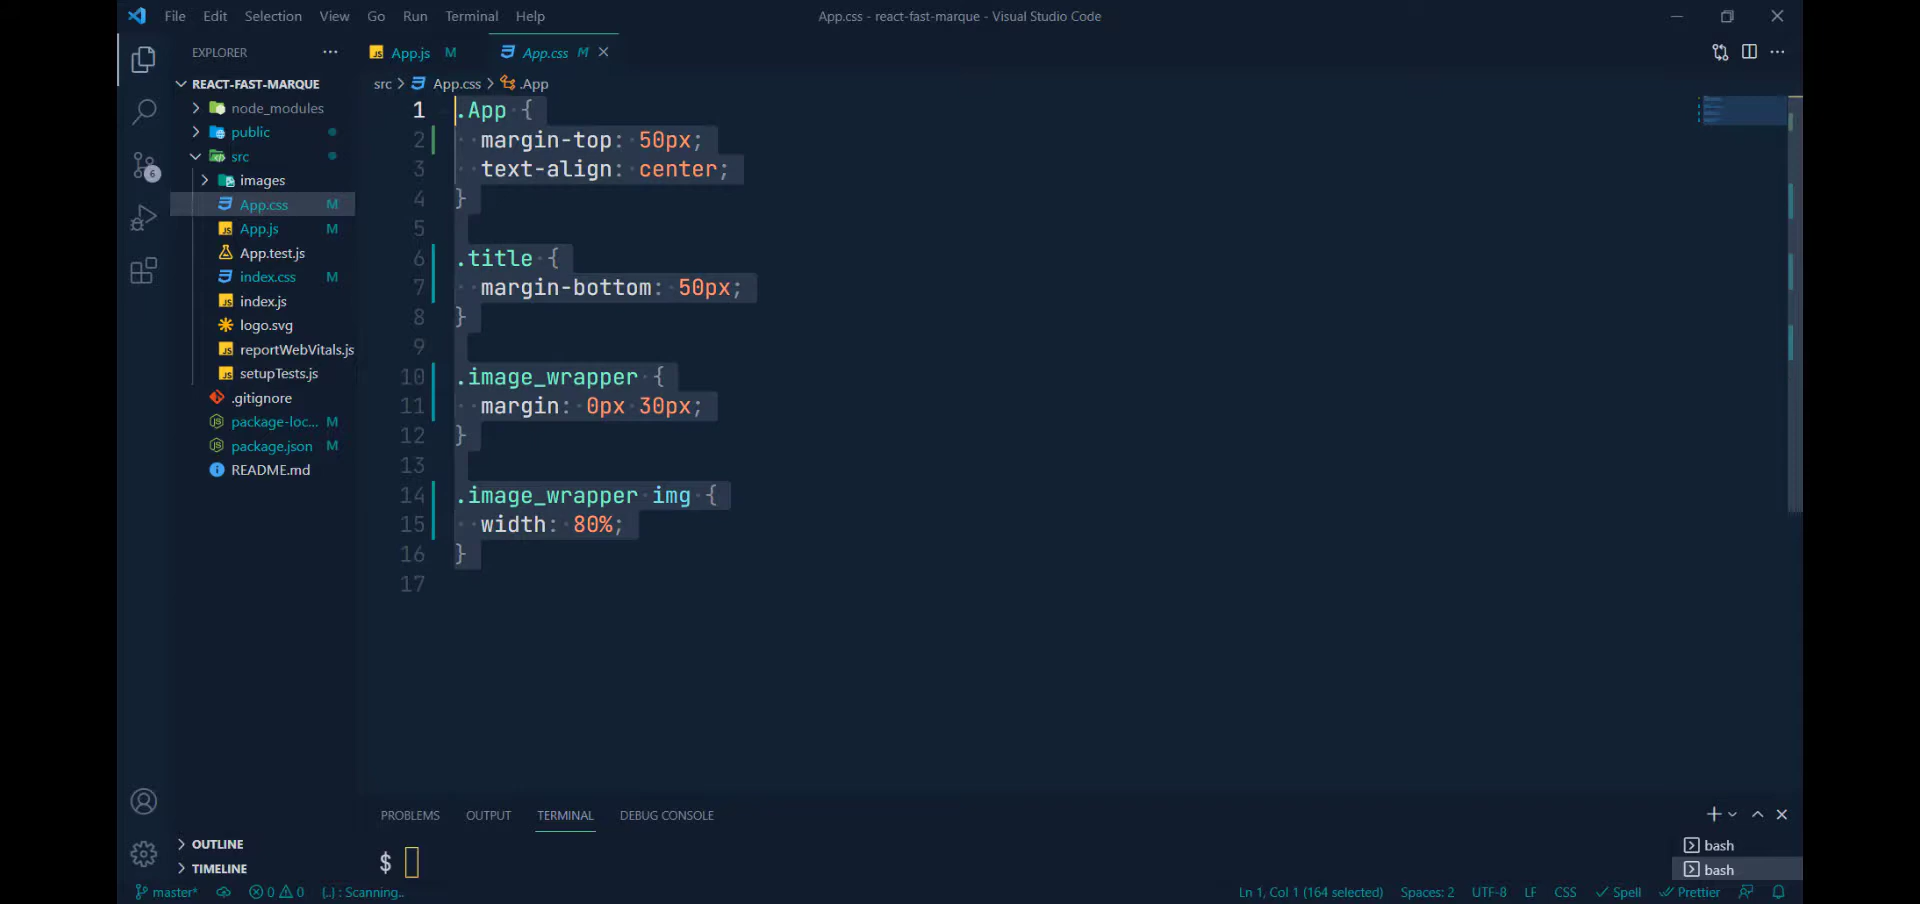 File Edit Selection View Go Run Terminal Help
App.css - react-fast-marque - Visual Studio Code
EXPLORER
App.js M
App.css M
REACT-FAST-MARQUE
node_modules
public
src
images
App.css M
App.js M
App.test.js
index.css M
index.js
logo.svg
reportWebVitals.js
setupTests.js
.gitignore
package-loc... M
package.json M
README.md
OUTLINE
TIMELINE
6
src > App.css > .App
1 .App {
2 margin-top: 50px;
3 text-align: center;
4 }
5
6 .title {
7 margin-bottom: 50px;
8 }
9
10 .image_wrapper {
11 margin: 0px 30px;
12 }
13
14 .image_wrapper img {
15 width: 80%;
16 }
17
PROBLEMS OUTPUT TERMINAL DEBUG CONSOLE
$
bash
bash
master* 0 0 {..} : Scanning..
Ln 1, Col 1 (164 selected) Spaces: 2 UTF-8 LF CSS Spell Prettier